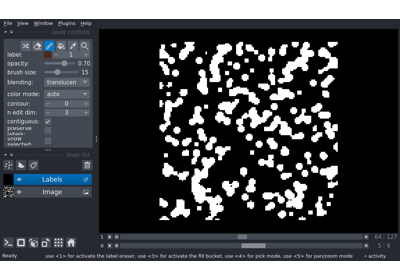 File View Window Plugins Help
layer controls
label: 1
opacity: 0.70
brush size: 15
blending: translucen
color mode: auto
contour: 0
n edit dim: 3
contiguous:
preserve labels:
show selected:
layer list
Labels
Image
1 64 127
0 5 9
Ready use <1> for activate the label eraser, use <3> for activate the fill bucket, use <4> for pick mode, use <5> for pan/zoom mode activity